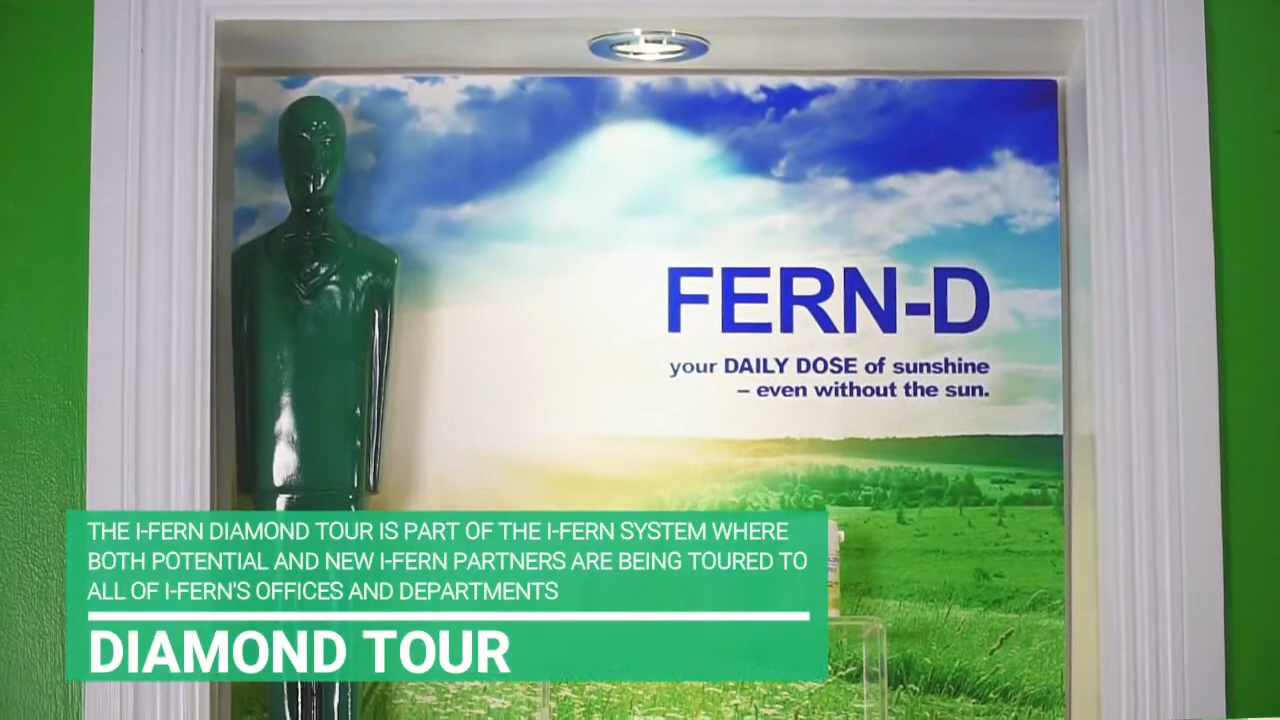 FERN-D
your DAILY DOSE of sunshine
– even without the sun.
THE I-FERN DIAMOND TOUR IS PART OF THE I-FERN SYSTEM WHERE
BOTH POTENTIAL AND NEW I-FERN PARTNERS ARE BEING TOURED TO
ALL OF I-FERN'S OFFICES AND DEPARTMENTS
DIAMOND TOUR